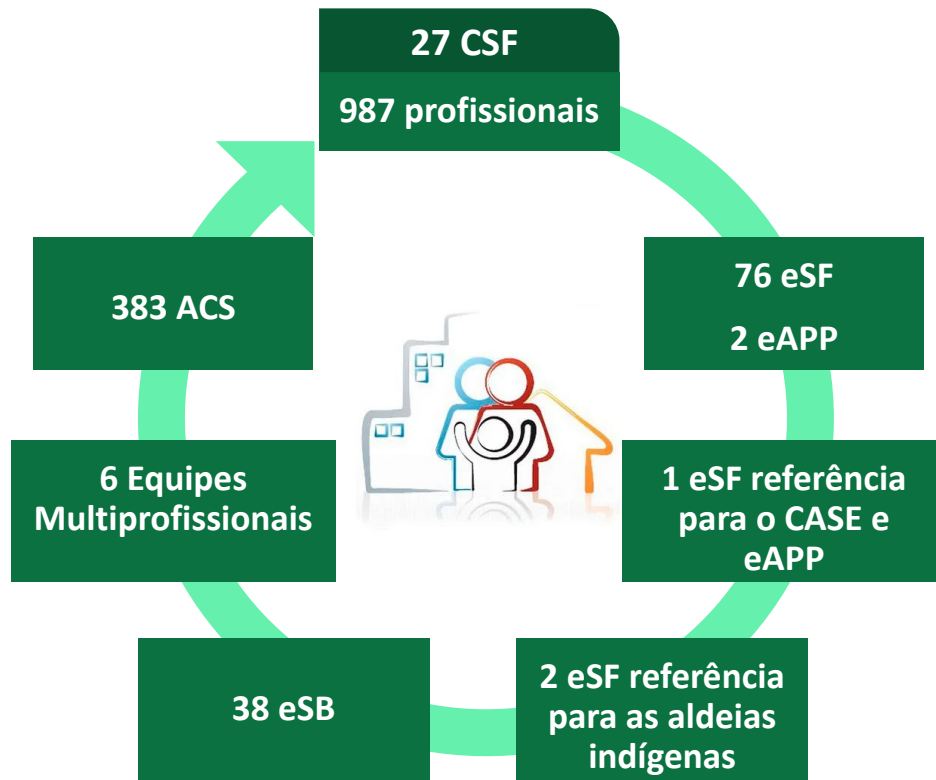 27 CSF
987 profissionais
76 eSF
2 eAPP
1 eSF referência
para o CASE e
eAPP
2 eSF referência
para as aldeias
indígenas
38 eSB
6 Equipes
Multiprofissionais
383 ACS